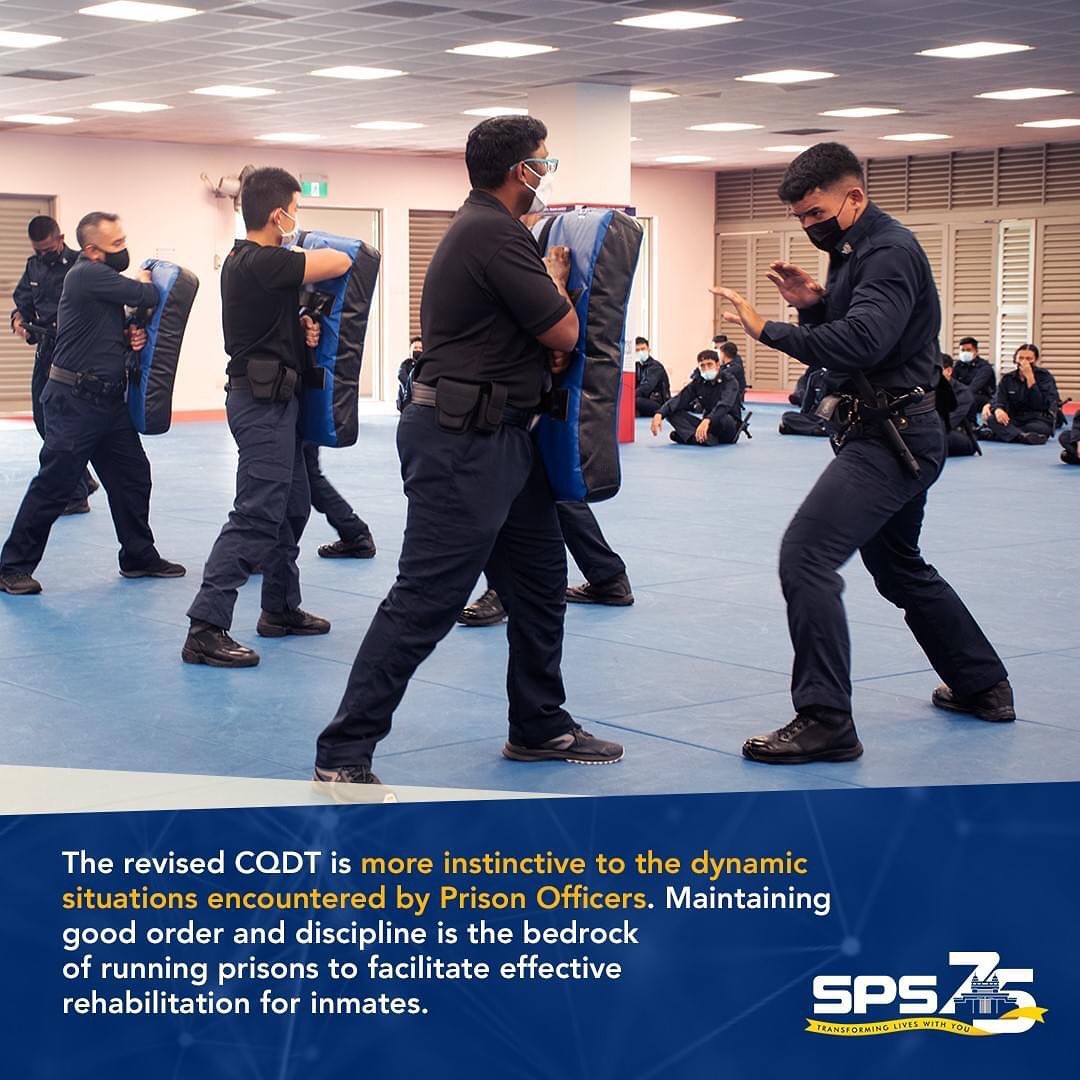 The revised CQDT is more instinctive to the dynamic
situations encountered by Prison Officers. Maintaining
good order and discipline is the bedrock
of running prisons to facilitate effective
rehabilitation for inmates.
SPS75
TRANSFORMING LIVES WITH YOU